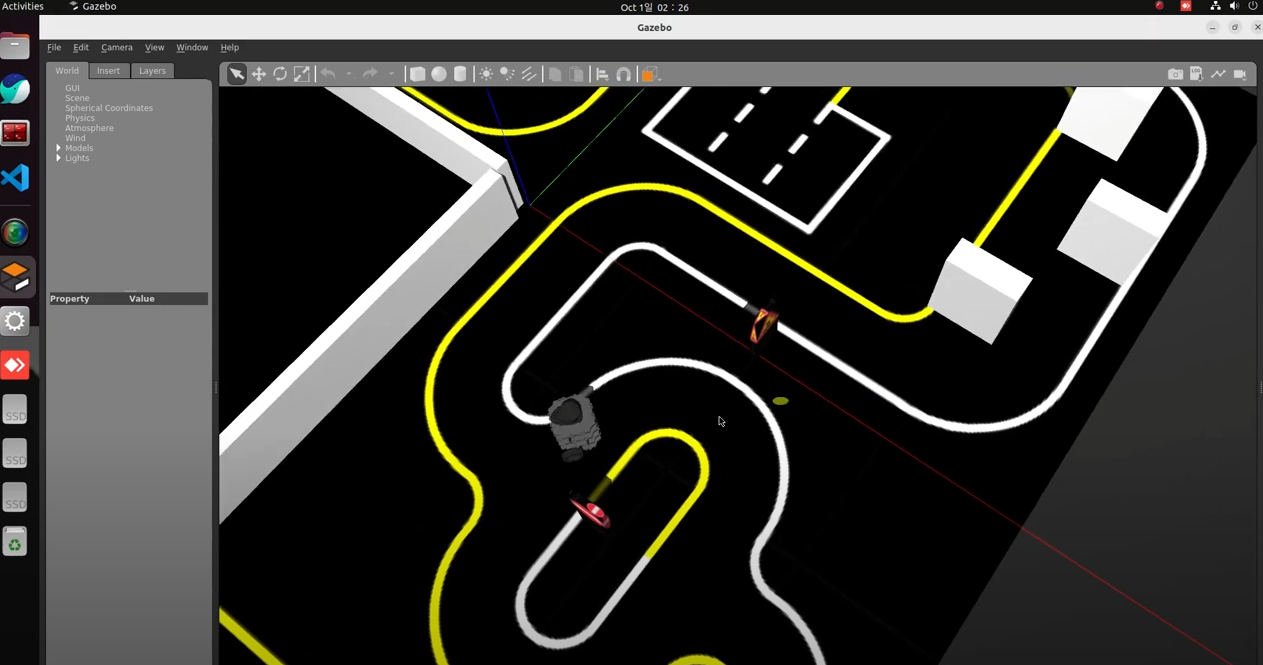 Activities Gazebo Oct 1일 02 : 26
Gazebo
File Edit Camera View Window Help
World Insert Layers
GUI
Scene
Spherical Coordinates
Physics
Atmosphere
Wind
Models
Lights
Property Value
SSD
SSD
SSD